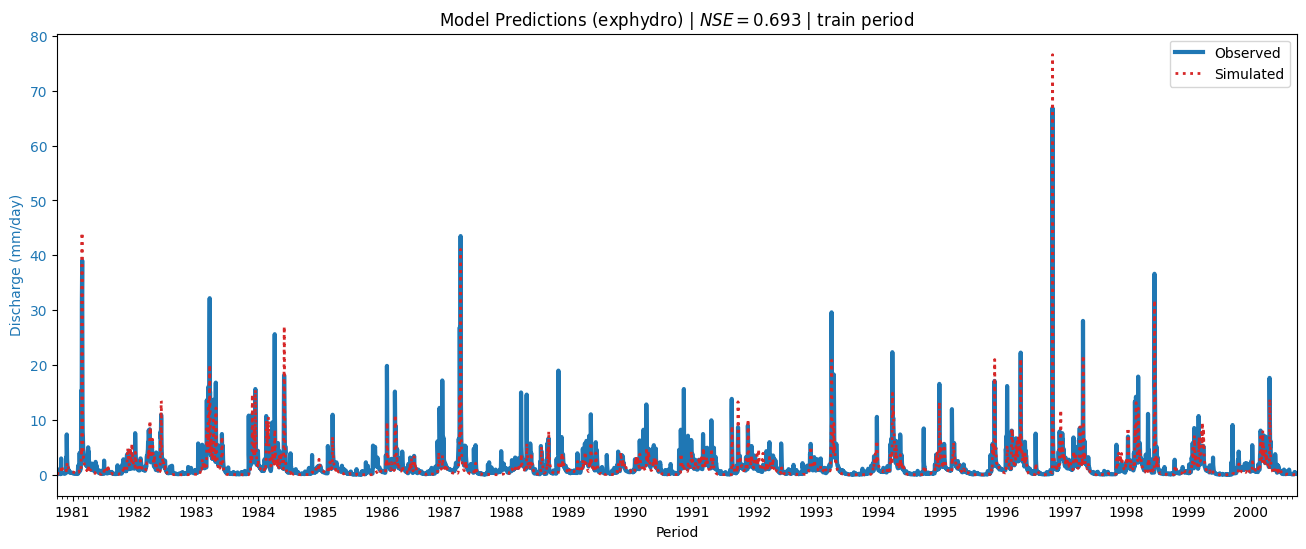 Model Predictions (exphydro) | NSE = 0.693 | train period
80
70
60
50
40
30
20
10
0
Discharge (mm/day)
Observed
Simulated
1981 1982 1983 1984 1985 1986 1987 1988 1989 1990 1991 1992 1993 1994 1995 1996 1997 1998 1999 2000
Period